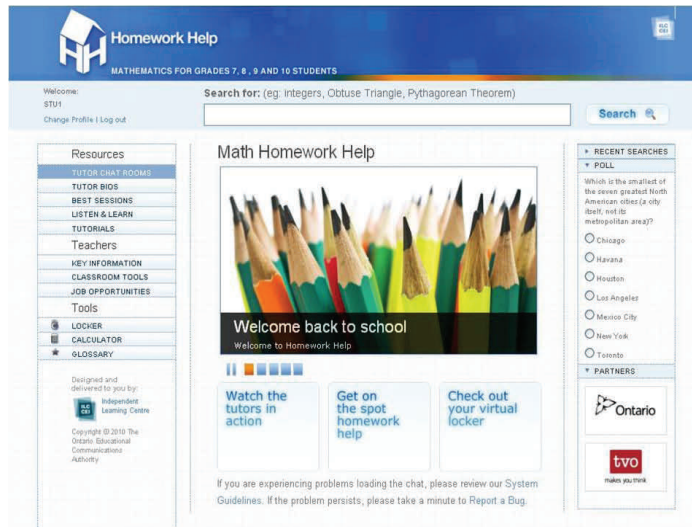 Homework Help
ILC
CEI
MATHEMATICS FOR GRADES 7, 8, 9 AND 10 STUDENTS
Welcome:
STU1
Change Profile | Log out
Search for: (eg: Integers, Obtuse Triangle, Pythagorean Theorem)
Search
Resources
TUTOR CHAT ROOMS
TUTOR BIOS
BEST SESSIONS
LISTEN & LEARN
TUTORIALS
Teachers
KEY INFORMATION
CLASSROOM TOOLS
JOB OPPORTUNITIES
Tools
LOCKER
CALCULATOR
GLOSSARY
Designed and
delivered to you by:
ILC
CEI
Independent
Learning Centre
Copyright © 2010 The
Ontario Educational
Communications
Authority
Math Homework Help
Welcome back to school
Welcome to Homework Help
Watch the
tutors in
action
Get on
the spot
homework
help
Check out
your virtual
locker
If you are experiencing problems loading the chat, please review our System
Guidelines. If the problem persists, please take a minute to Report a Bug.
RECENT SEARCHES
POLL
Which is the smallest of
the seven greatest North
American cities (a city
itself, not its
metropolitan area)?
Chicago
Havana
Houston
Los Angeles
Mexico City
New York
Toronto
PARTNERS
Ontario
tvo
makes you think